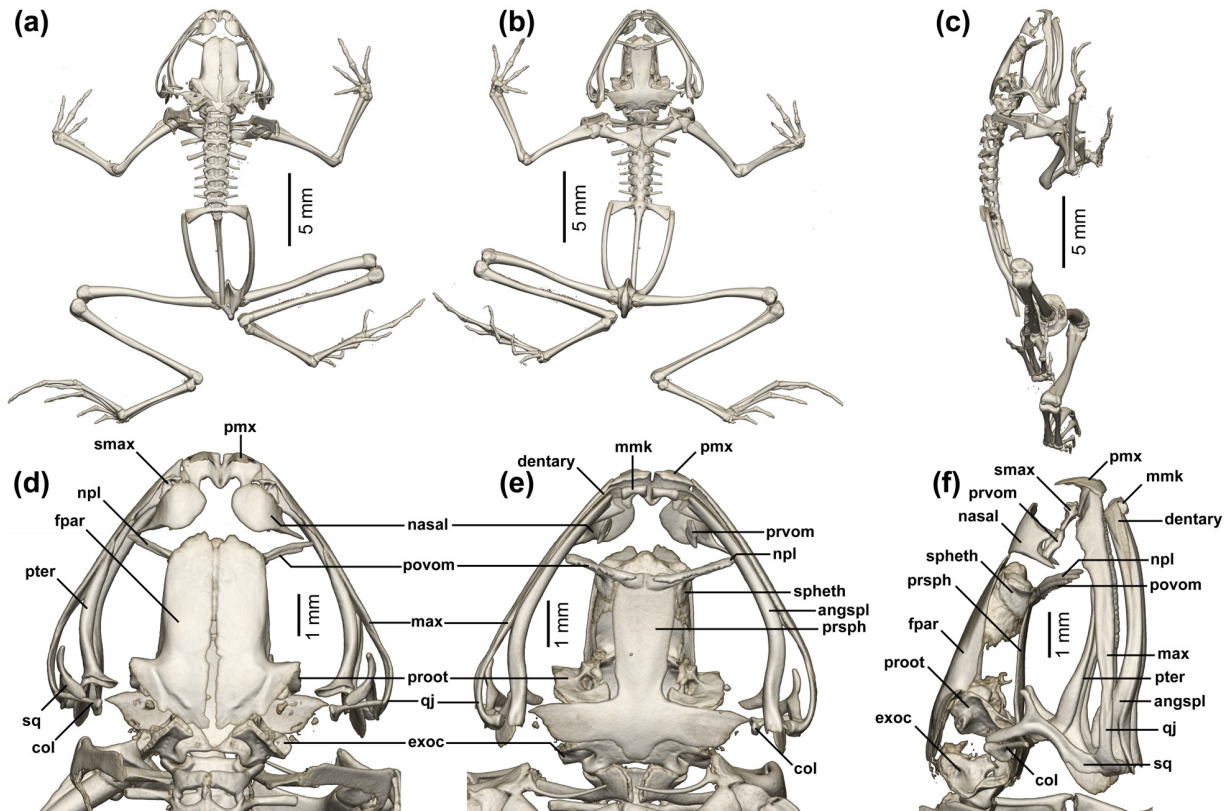 (a)
(b)
(c)
5 mm
5 mm
5 mm
(d)
pmx
smax
npl
fpar
pter
sq
col
1 mm
nasal
povom
max
proot
qj
exoc
(e)
dentary
mmk
pmx
prvom
npl
spheth
angspl
prsph
1 mm
col
(f)
smax
prvom
nasal
spheth
prsph
fpar
proot
exoc
pmx
mmk
dentary
npl
povom
1 mm
max
pter
angspl
qj
sq
col